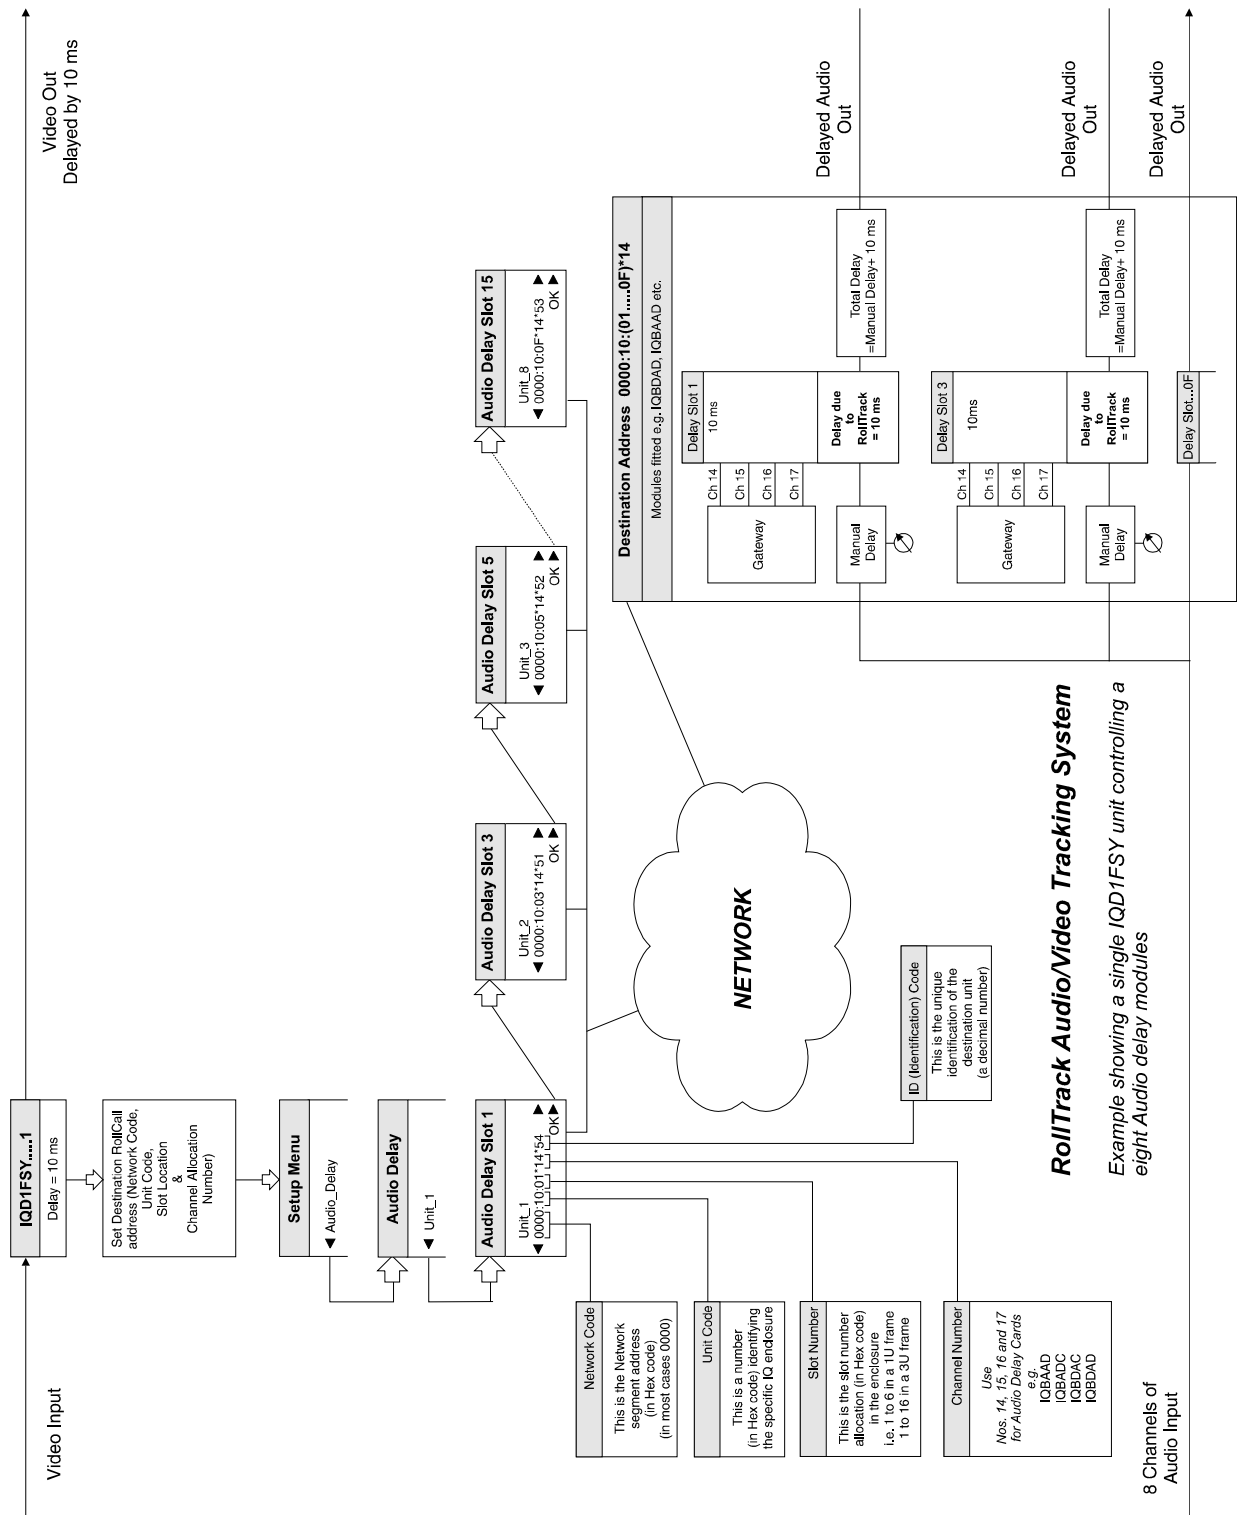 Video Input
IQD1FSY.....1
Delay = 10 ms
Video Out
Delayed by 10 ms
Set Destination RollCall
address (Network Code,
Unit Code,
Slot Location
&
Channel Allocation
Number)
Setup Menu
◀ Audio_Delay
Audio Delay
◀ Unit_1
Audio Delay Slot 1
Unit_1
◀ 0000:10:01*14*54 ▶
OK ▶
Audio Delay Slot 3
Unit_2
◀ 0000:10:03*14*51 ▶
OK ▶
Audio Delay Slot 5
Unit_3
◀ 0000:10:05*14*52 ▶
OK ▶
Audio Delay Slot 15
Unit_8
◀ 0000:10:0F*14*53 ▶
OK ▶
Network Code
This is the Network
segment address
(in Hex code)
(in most cases 0000)
Unit Code
This is a number
(in Hex code) identifying
the specific IQ enclosure
Slot Number
This is the slot number
allocation (in Hex code)
in the enclosure
i.e. 1 to 6 in a 1U frame
1 to 16 in a 3U frame
Channel Number
Use
Nos. 14, 15, 16 and 17
for Audio Delay Cards
e.g.
IQBAAD
IQBADC
IQBDAC
IQBDAD
ID (Identification) Code
This is the unique
identification of the
destination unit
(a decimal number)
NETWORK
Destination Address 0000:10:(01.....0F)*14
Modules fitted e.g. IQBDAD, IQBAAD etc.
Gateway
Ch 14
Ch 15
Ch 16
Ch 17
Delay Slot 1
10 ms
Manual
Delay
Delay due
to
RollTrack
= 10 ms
Total Delay
=Manual Delay+ 10 ms
Delayed Audio
Out
Gateway
Ch 14
Ch 15
Ch 16
Ch 17
Delay Slot 3
10ms
Manual
Delay
Delay due
to
RollTrack
= 10 ms
Total Delay
=Manual Delay+ 10 ms
Delayed Audio
Out
Delay Slot...0F
Delayed Audio
Out
RollTrack Audio/Video Tracking System
Example showing a single IQD1FSY unit controlling a
eight Audio delay modules
8 Channels of
Audio Input